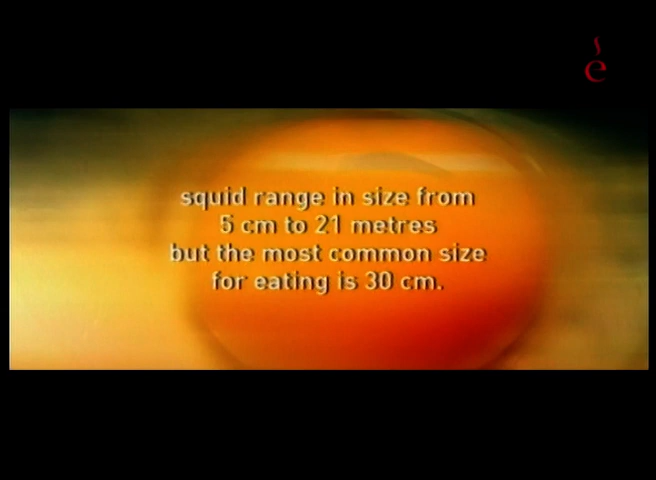 e
squid range in size from
5 cm to 21 metres
but the most common size
for eating is 30 cm.